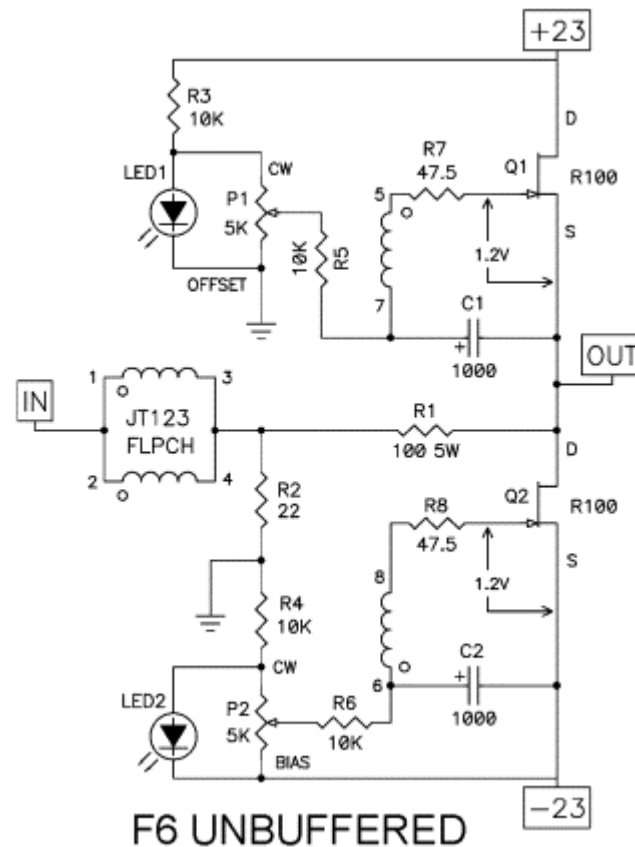 +23
R3
10K
D
LED1
CW
R7
47.5
Q1
R100
P1
5K
5
10K
R5
S
1.2V
OFFSET
7
C1
+
1000
OUT
1
3
IN
JT123
FLPCH
R1
100 5W
2
4
D
R2
22
Q2
R8
47.5
R100
8
S
1.2V
R4
10K
C2
+
1000
CW
6
LED2
P2
5K
R6
10K
BIAS
-23
F6 UNBUFFERED